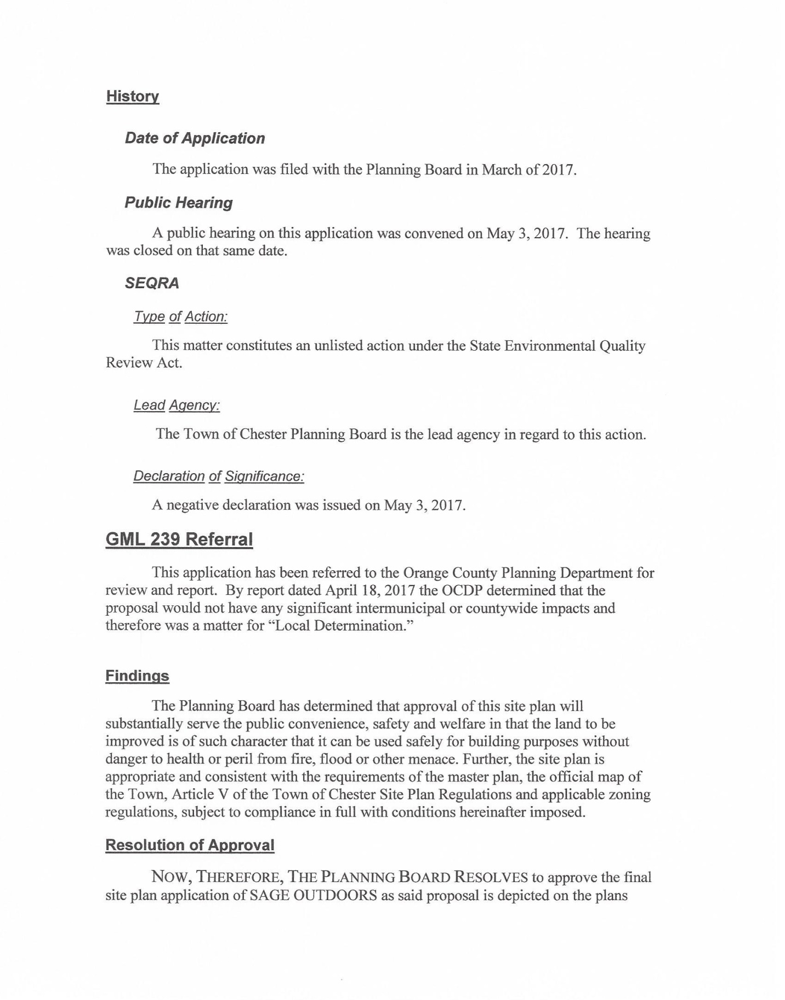 History
Date of Application
The application was filed with the Planning Board in March of 2017.
Public Hearing
A public hearing on this application was convened on May 3, 2017. The hearing
was closed on that same date.
SEQRA
Type of Action:
This matter constitutes an unlisted action under the State Environmental Quality
Review Act.
Lead Agency:
The Town of Chester Planning Board is the lead agency in regard to this action.
Declaration of Significance:
A negative declaration was issued on May 3, 2017.
GML 239 Referral
This application has been referred to the Orange County Planning Department for
review and report. By report dated April 18, 2017 the OCDP determined that the
proposal would not have any significant intermunicipal or countywide impacts and
therefore was a matter for “Local Determination.”
Findings
The Planning Board has determined that approval of this site plan will
substantially serve the public convenience, safety and welfare in that the land to be
improved is of such character that it can be used safely for building purposes without
danger to health or peril from fire, flood or other menace. Further, the site plan is
appropriate and consistent with the requirements of the master plan, the official map of
the Town, Article V of the Town of Chester Site Plan Regulations and applicable zoning
regulations, subject to compliance in full with conditions hereinafter imposed.
Resolution of Approval
NOW, THEREFORE, THE PLANNING BOARD RESOLVES to approve the final
site plan application of SAGE OUTDOORS as said proposal is depicted on the plans